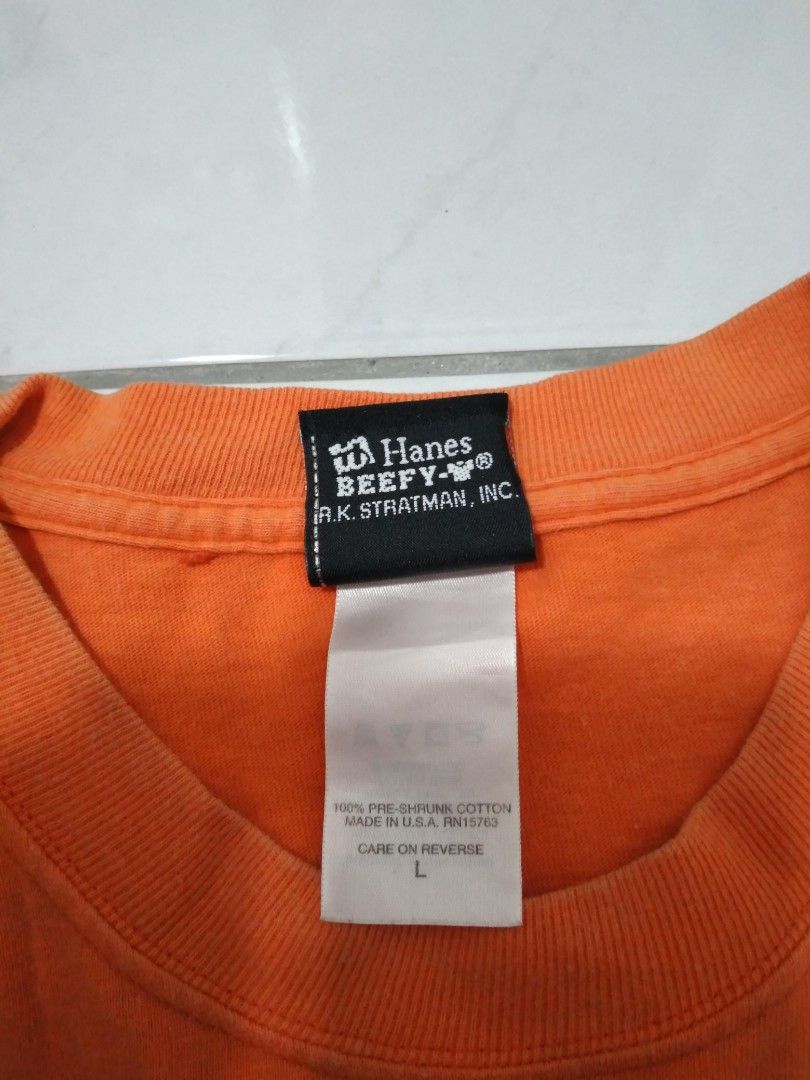 Hanes
BEEFY-T®
R.K. STRATMAN, INC.
100% PRE-SHRUNK COTTON
MADE IN U.S.A. RN15763
CARE ON REVERSE
L